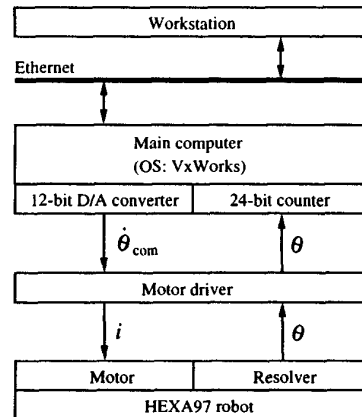 Workstation
Ethernet
Main computer
(OS: VxWorks)
12-bit D/A converter 24-bit counter
θ̇com θ
Motor driver
i θ
Motor Resolver
HEXA97 robot